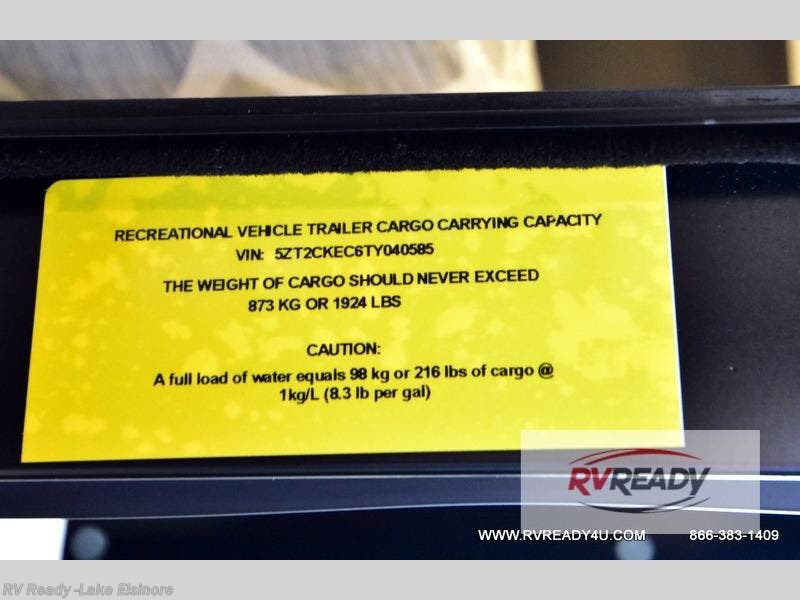 RECREATIONAL VEHICLE TRAILER CARGO CARRYING CAPACITY
VIN: 5ZT2CKEC6TY040585
THE WEIGHT OF CARGO SHOULD NEVER EXCEED
873 KG OR 1924 LBS
CAUTION:
A full load of water equals 98 kg or 216 lbs of cargo @
1kg/L (8.3 lb per gal)
RVREADY
WWW.RVREADY4U.COM 866-383-1409
RV Ready -Lake Elsinore